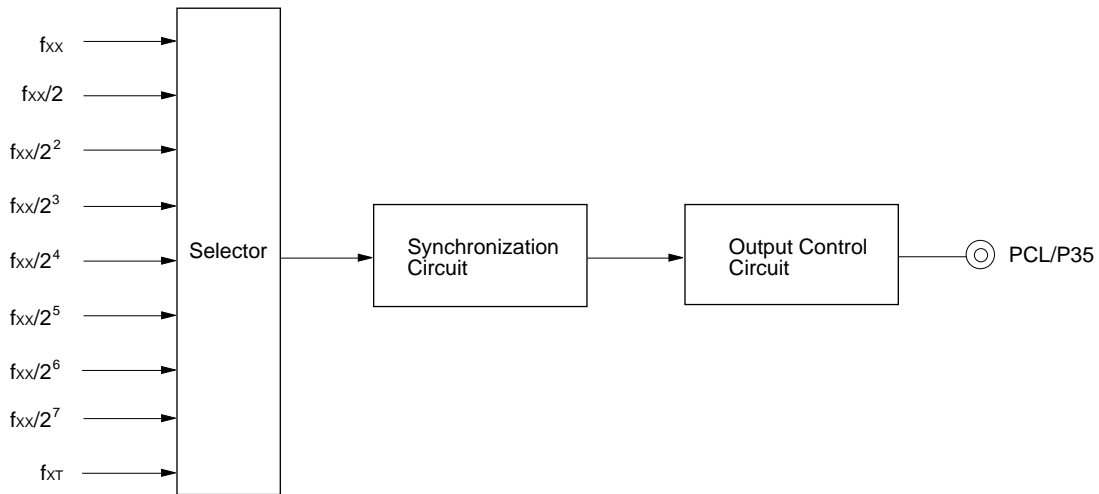 fXX
fXX/2
fXX/2²
fXX/2³
fXX/2⁴
fXX/2⁵
fXX/2⁶
fXX/2⁷
fXT
Selector
Synchronization
Circuit
Output Control
Circuit
PCL/P35